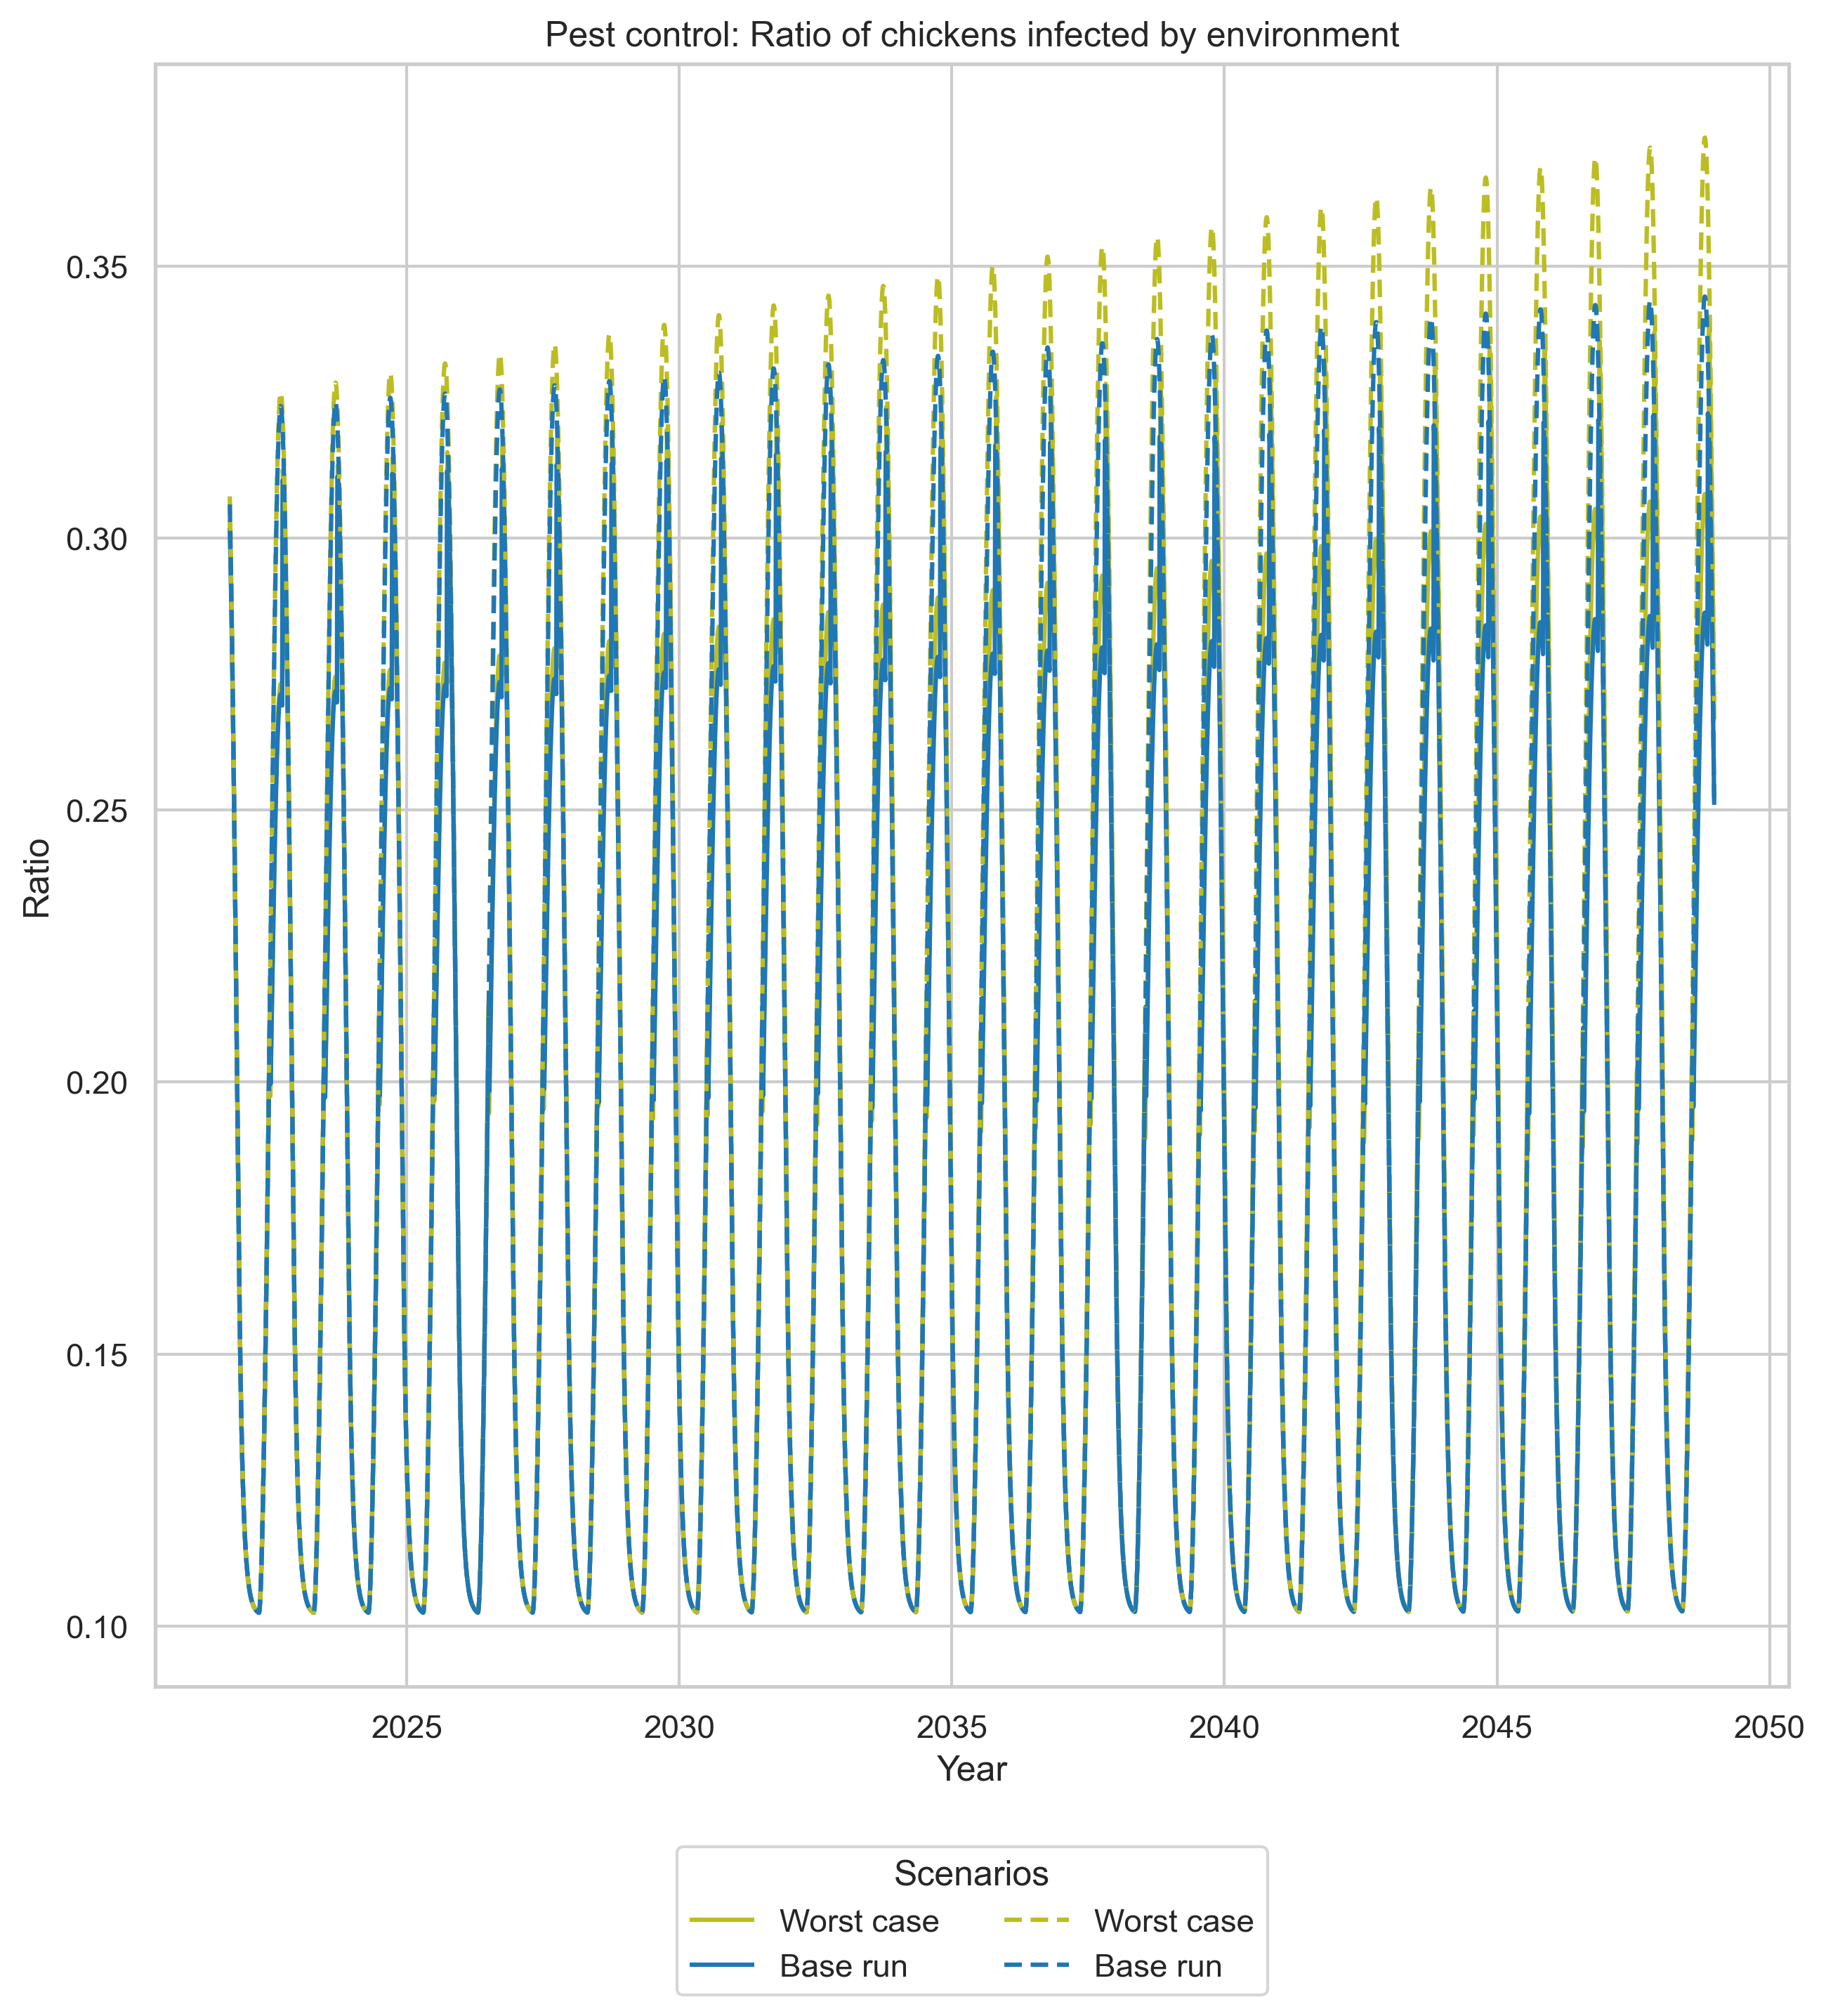 Pest control: Ratio of chickens infected by environment
0.35
0.30
0.25
0.20
0.15
0.10
Ratio
2025 2030 2035 2040 2045 2050
Year
Scenarios
Worst case Worst case
Base run Base run